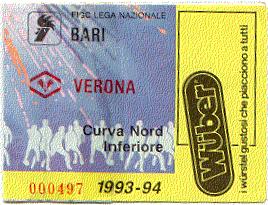 FIGC LEGA NAZIONALE
BARI
VERONA
Curva Nord
Inferiore
000497
1993-94
Wüber
i würstel gustosi che piacciono a tutti